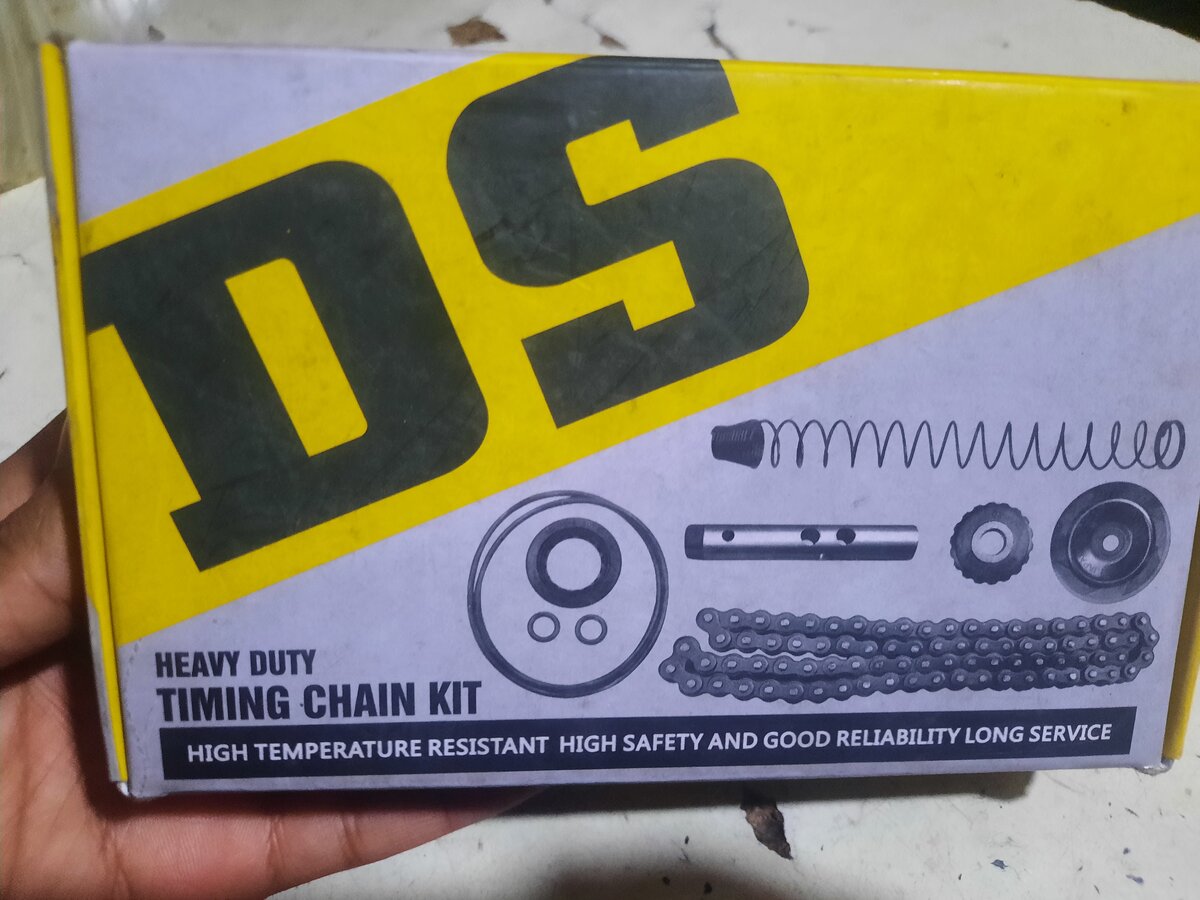 DS
HEAVY DUTY
TIMING CHAIN KIT
HIGH TEMPERATURE RESISTANT HIGH SAFETY AND GOOD RELIABILITY LONG SERVICE